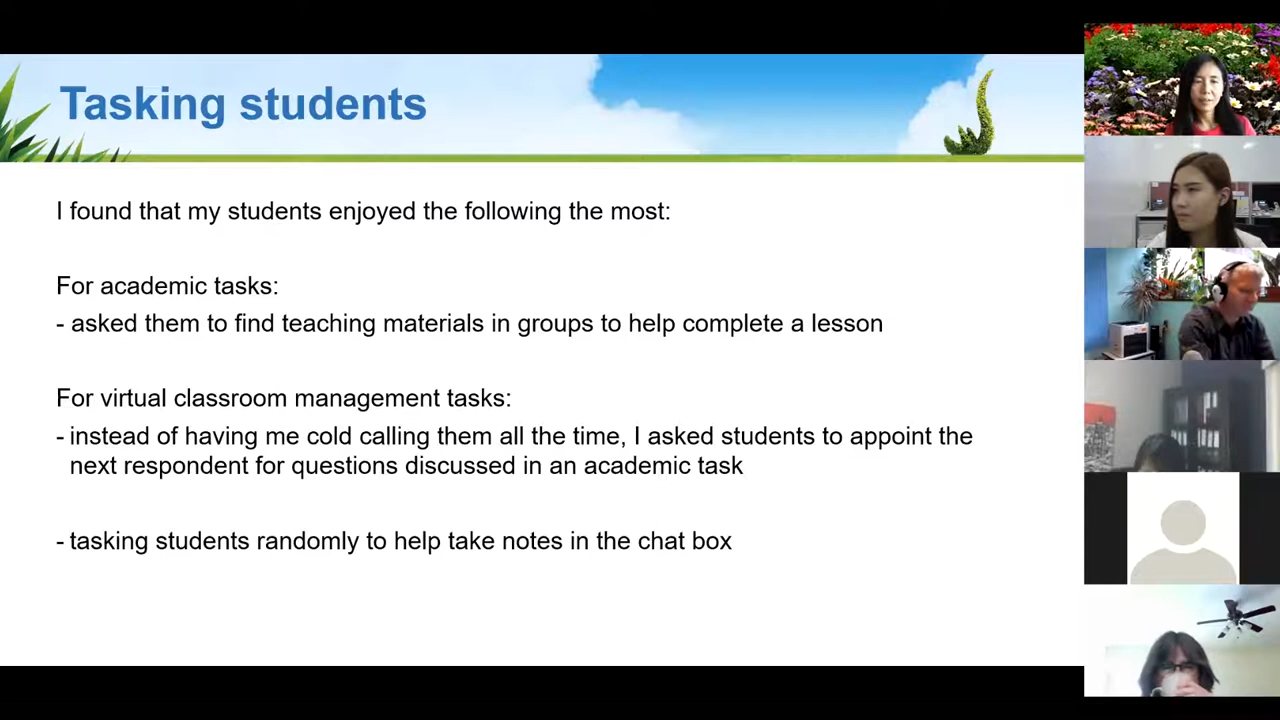 Tasking students
I found that my students enjoyed the following the most:
For academic tasks:
- asked them to find teaching materials in groups to help complete a lesson
For virtual classroom management tasks:
- instead of having me cold calling them all the time, I asked students to appoint the
next respondent for questions discussed in an academic task
- tasking students randomly to help take notes in the chat box